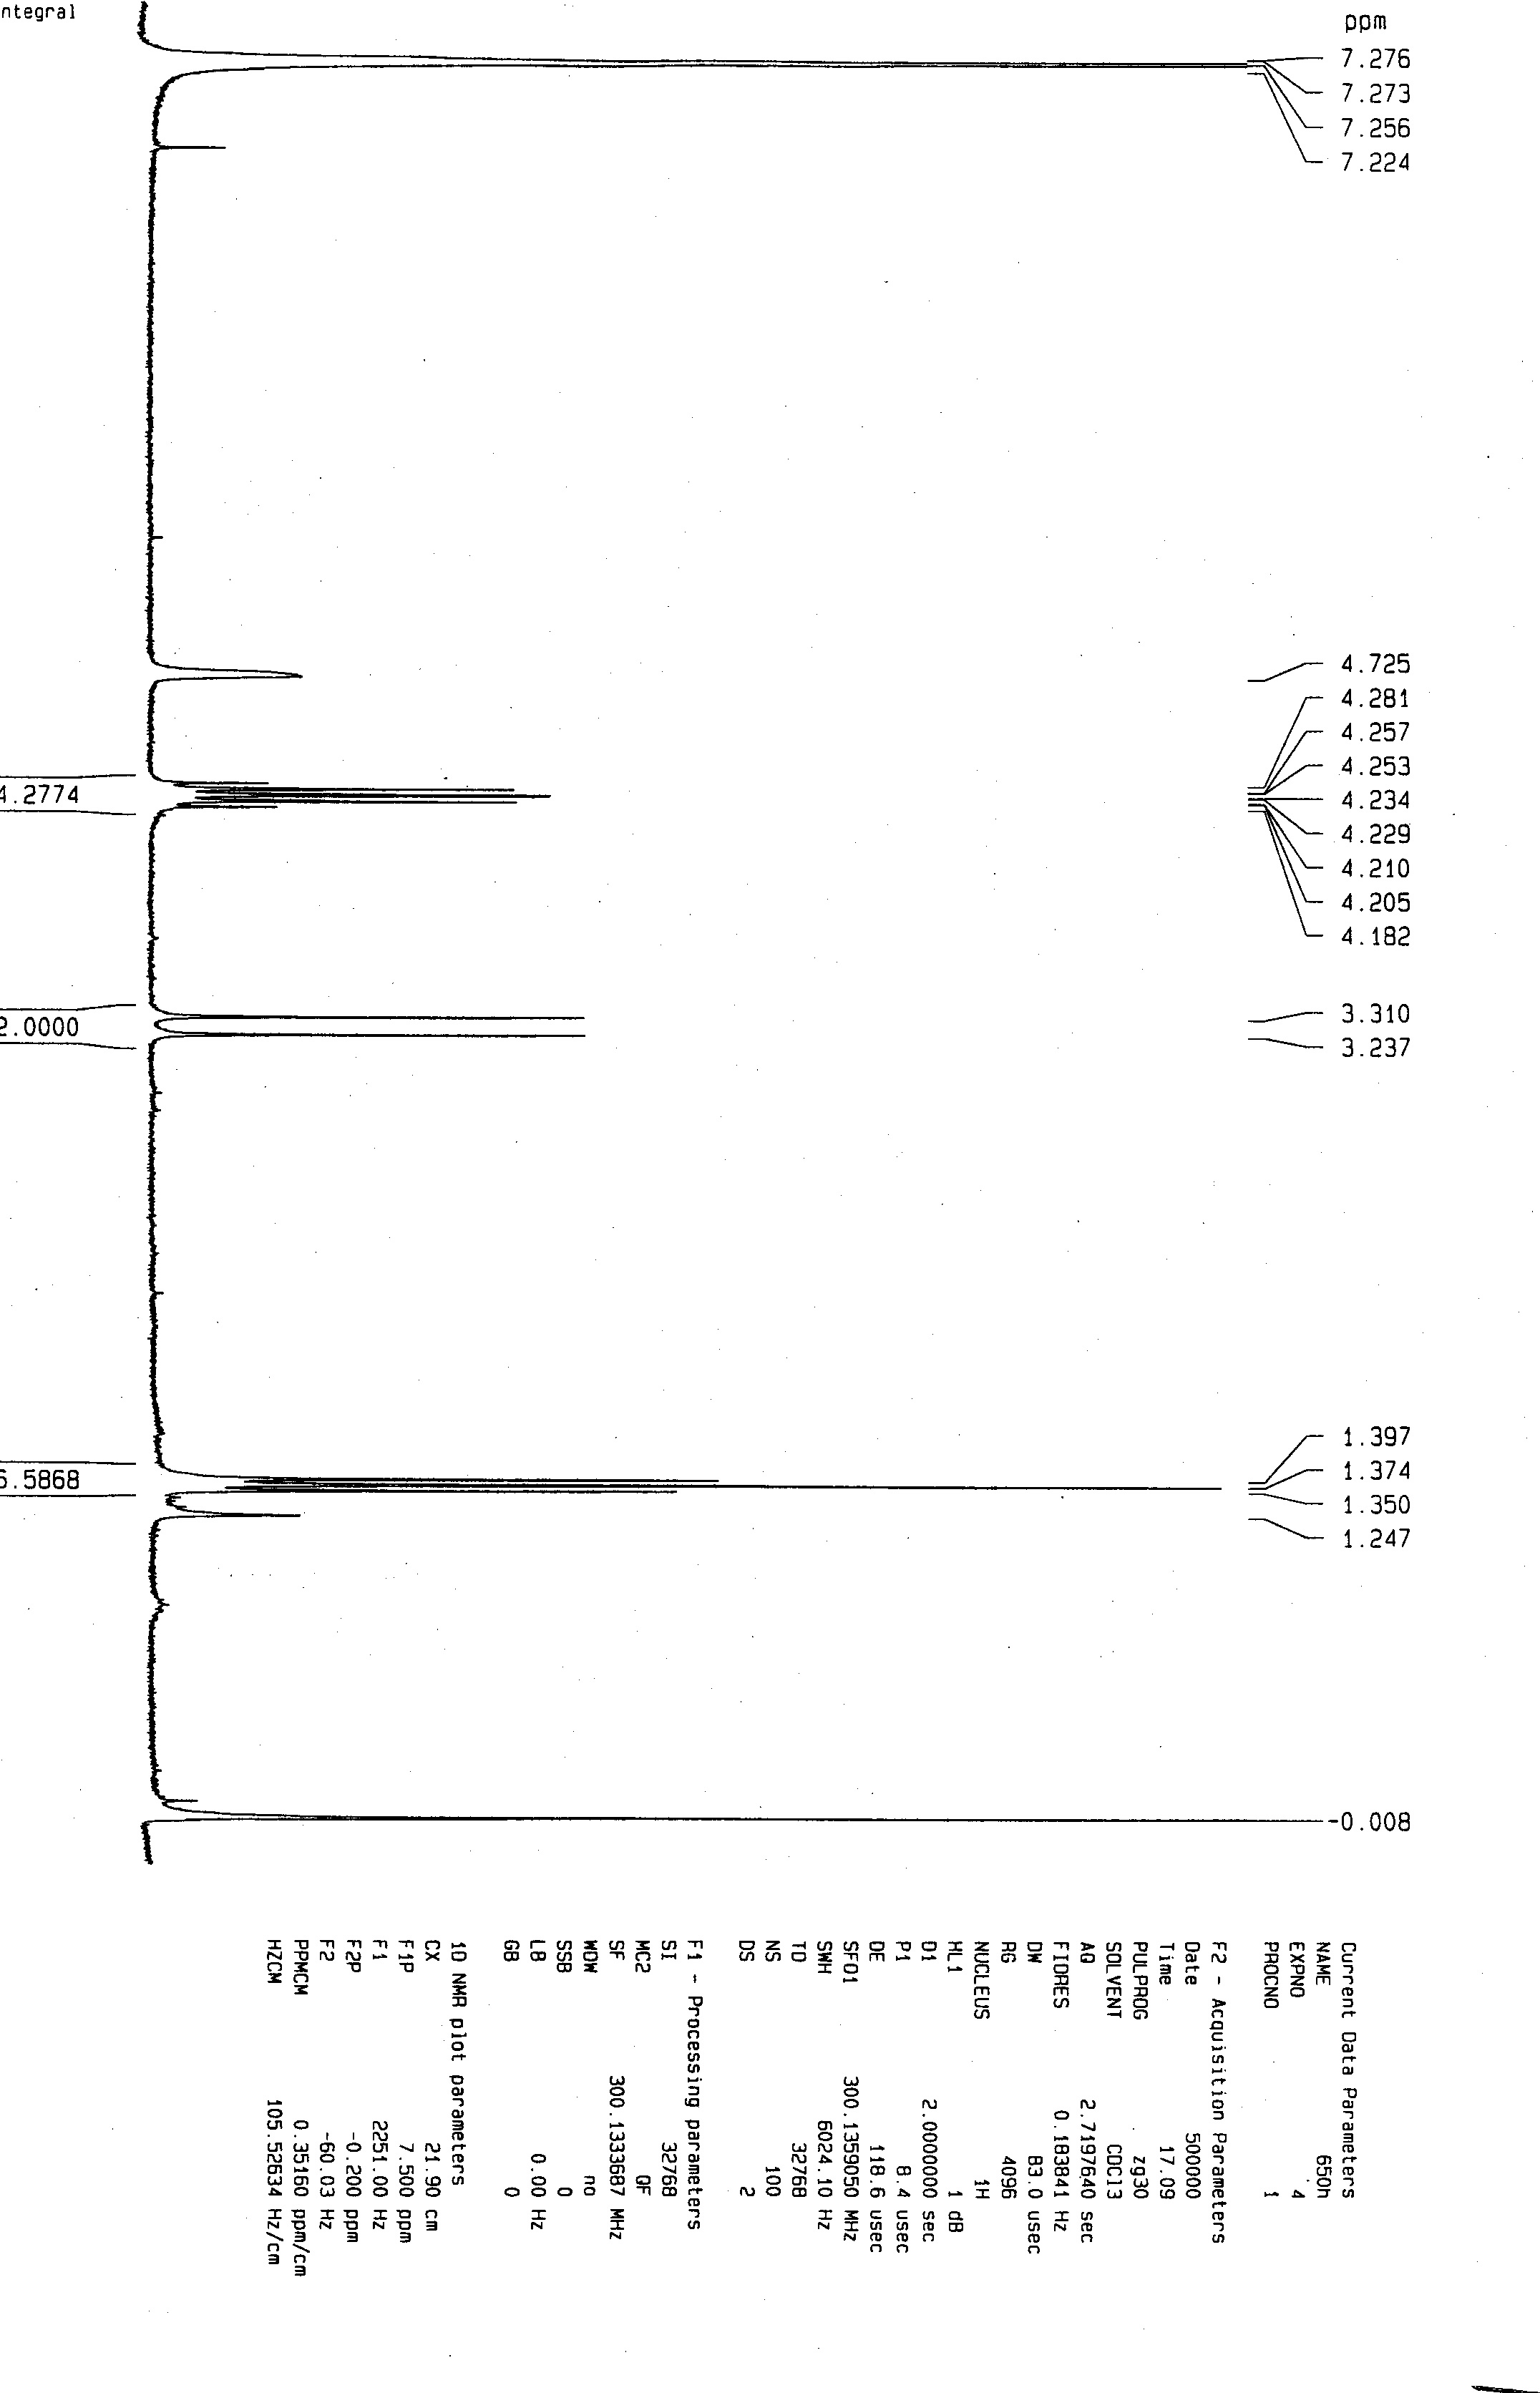 ntegral
ppm
7.276
7.273
7.256
7.224
4.725
4.281
4.257
4.253
4.234
4.229
4.210
4.205
4.182
3.310
3.237
1.397
1.374
1.350
1.247
-0.008
4.2774
2.0000
6.5868
Current Data Parameters
NAME 650h
EXPNO 4
PROCNO 1
F2 - Acquisition Parameters
Date 500000
Time 17.09
PULPROG zg30
SOLVENT CDCl3
AQ 2.7197640 sec
FIDRES 0.183841 Hz
DW 83.0 usec
RG 4096
NUCLEUS 1H
HL1 1 dB
D1 2.0000000 sec
P1 8.4 usec
DE 118.6 usec
SFO1 300.1359050 MHz
SWH 6024.10 Hz
TD 32768
NS 100
DS 2
F1 - Processing parameters
SI 32768
MC2 QF
SF 300.1333687 MHz
WDW no
SSB 0
LB 0.00 Hz
GB 0
1D NMR plot parameters
CX 21.90 cm
F1P 7.500 ppm
F1 2251.00 Hz
F2P -0.200 ppm
F2 -60.03 Hz
PPMCM 0.35160 ppm/cm
HZCM 105.52634 Hz/cm